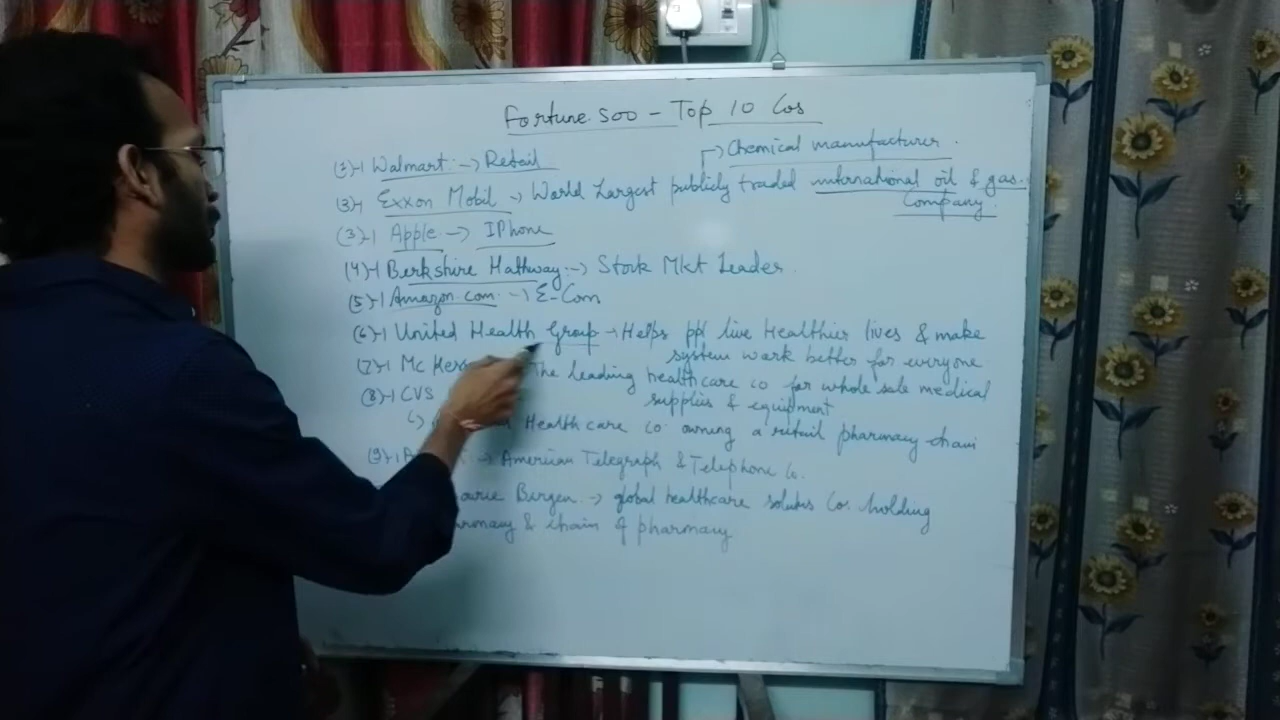 Fortune 500 - Top 10 Cos
Chemical manufacturer.
Walmart → Retail
(3) Exxon Mobil → World Largest publicly traded international oil & gas.
Company.
(3) Apple → IPhone
(4) Berkshire Hathway → Stock Mkt Leader.
(5) Amazon.com. → E-Com
(6) United Health Group → Helps ppl live Healthier lives & make
system work better for everyone
(7) Mc The leading healthcare co for whole sale medical
supplies & equipment
(8) CVS
Health care Co. owning a retail pharmacy chain
(9) → American Telegraph & Telephone Co.
Bergen → global healthcare Co. holding
& chain of pharmacy